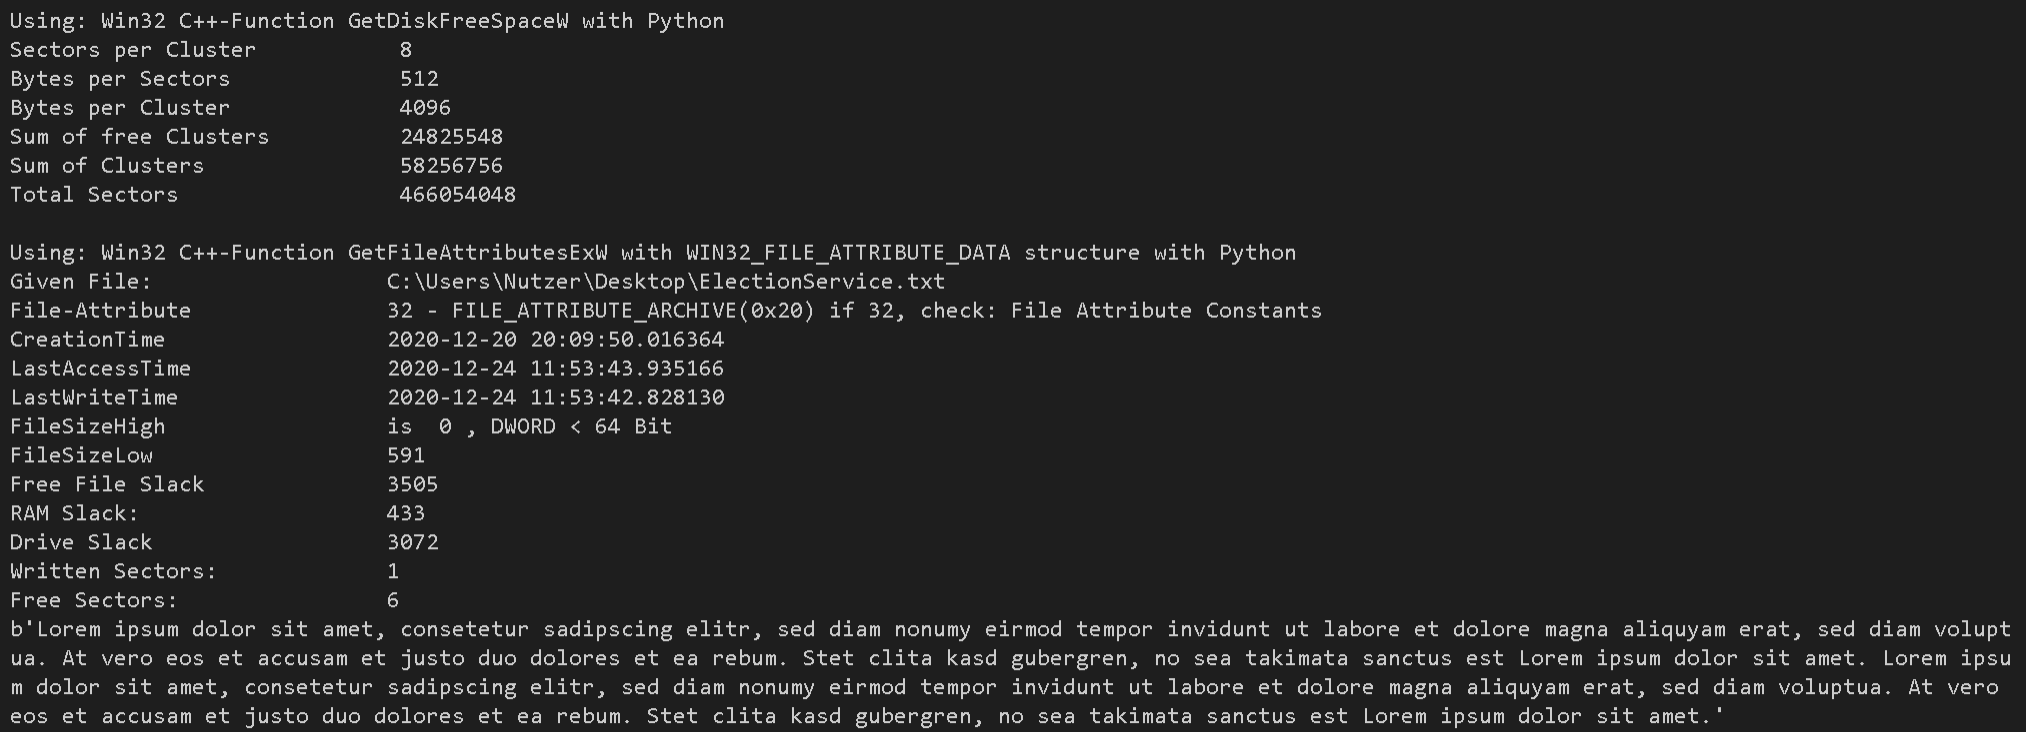 Using: Win32 C++-Function GetDiskFreeSpaceW with Python
Sectors per Cluster 8
Bytes per Sectors 512
Bytes per Cluster 4096
Sum of free Clusters 24825548
Sum of Clusters 58256756
Total Sectors 466054048
Using: Win32 C++-Function GetFileAttributesExW with WIN32_FILE_ATTRIBUTE_DATA structure with Python
Given File: C:\Users\Nutzer\Desktop\ElectionService.txt
File-Attribute 32 - FILE_ATTRIBUTE_ARCHIVE(0x20) if 32, check: File Attribute Constants
CreationTime 2020-12-20 20:09:50.016364
LastAccessTime 2020-12-24 11:53:43.935166
LastWriteTime 2020-12-24 11:53:42.828130
FileSizeHigh is 0 , DWORD < 64 Bit
FileSizeLow 591
Free File Slack 3505
RAM Slack: 433
Drive Slack 3072
Written Sectors: 1
Free Sectors: 6
b'Lorem ipsum dolor sit amet, consetetur sadipscing elitr, sed diam nonumy eirmod tempor invidunt ut labore et dolore magna aliquyam erat, sed diam volupt
ua. At vero eos et accusam et justo duo dolores et ea rebum. Stet clita kasd gubergren, no sea takimata sanctus est Lorem ipsum dolor sit amet. Lorem ipsu
m dolor sit amet, consetetur sadipscing elitr, sed diam nonumy eirmod tempor invidunt ut labore et dolore magna aliquyam erat, sed diam voluptua. At vero
eos et accusam et justo duo dolores et ea rebum. Stet clita kasd gubergren, no sea takimata sanctus est Lorem ipsum dolor sit amet.'